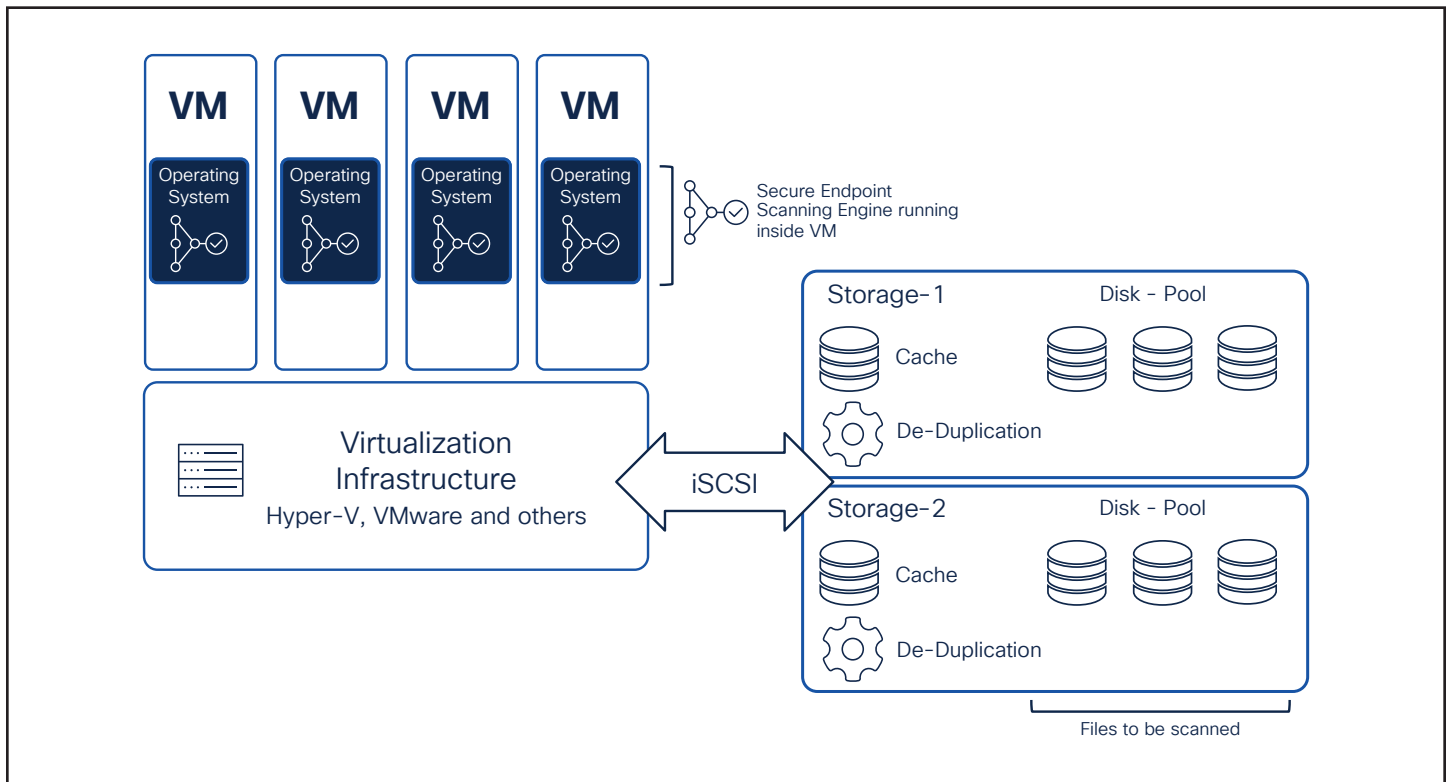 VM
VM
VM
VM
Operating
System
Operating
System
Operating
System
Operating
System
Secure Endpoint
Scanning Engine running
inside VM
Storage-1
Disk - Pool
Cache
De-Duplication
Virtualization
Infrastructure
Hyper-V, VMware and others
iSCSI
Storage-2
Disk - Pool
Cache
De-Duplication
Files to be scanned